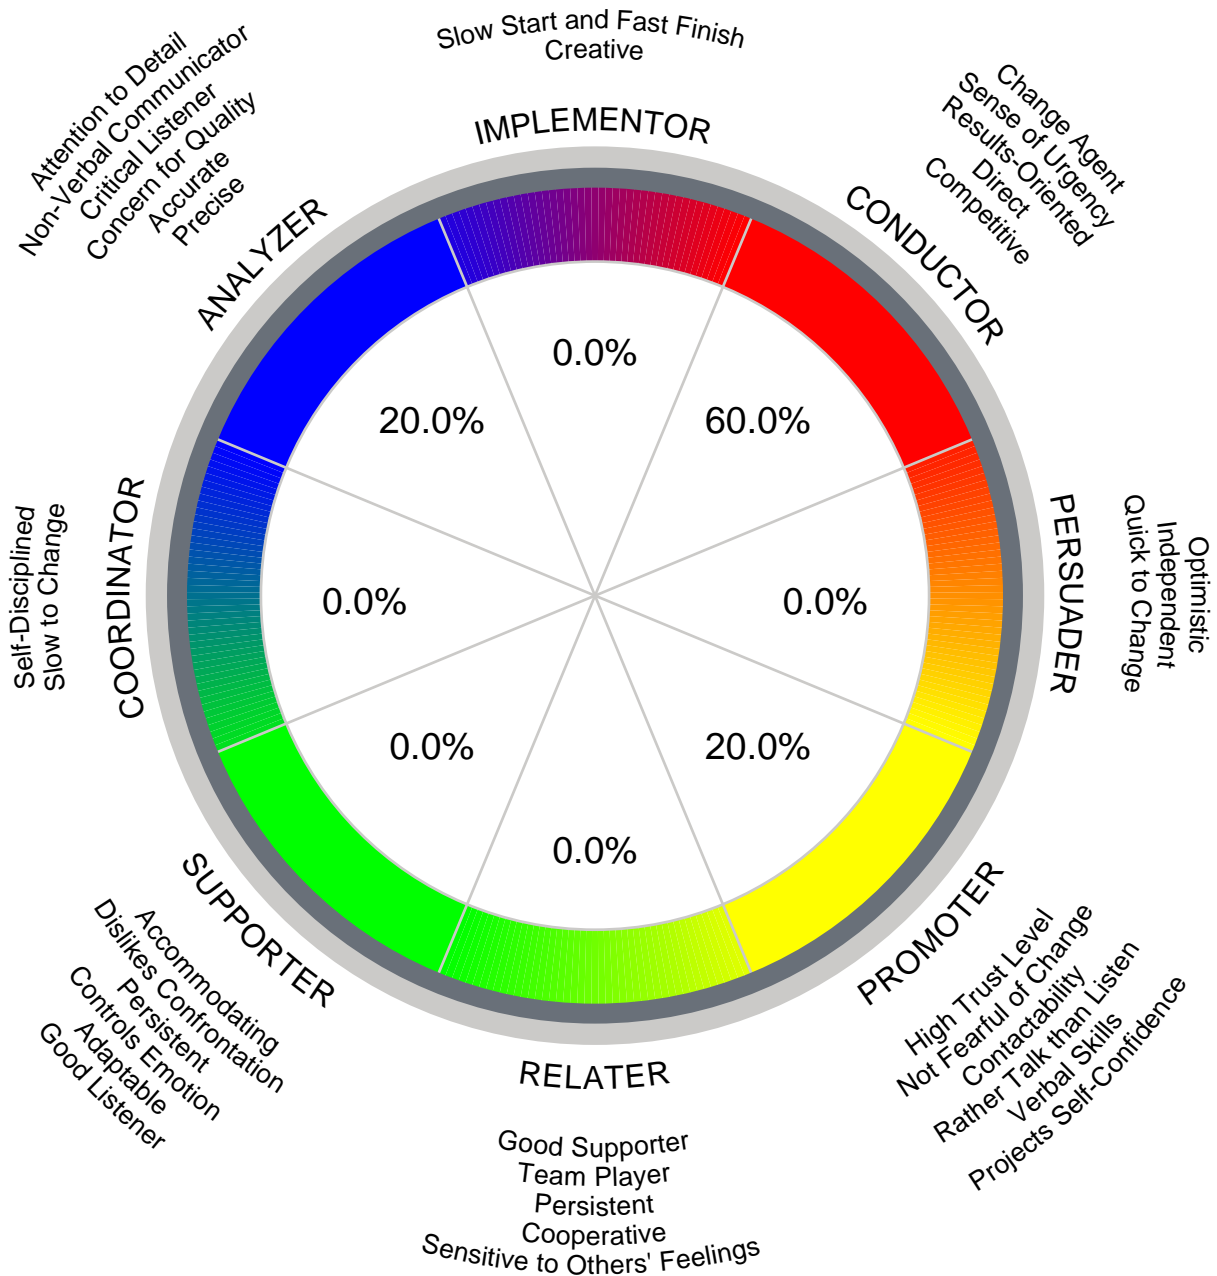 Slow Start and Fast Finish
Creative
IMPLEMENTOR
0.0%
Change Agent
Sense of Urgency
Results-Oriented
Direct
Competitive
CONDUCTOR
60.0%
Optimistic
Independent
Quick to Change
PERSUADER
0.0%
PROMOTER
20.0%
High Trust Level
Not Fearful of Change
Contactability
Rather Talk than Listen
Verbal Skills
Projects Self-Confidence
0.0%
RELATER
Good Supporter
Team Player
Persistent
Cooperative
Sensitive to Others' Feelings
0.0%
SUPPORTER
Accommodating
Dislikes Confrontation
Persistent
Controls Emotion
Adaptable
Good Listener
0.0%
COORDINATOR
Self-Disciplined
Slow to Change
20.0%
ANALYZER
Attention to Detail
Non-Verbal Communicator
Critical Listener
Concern for Quality
Accurate
Precise